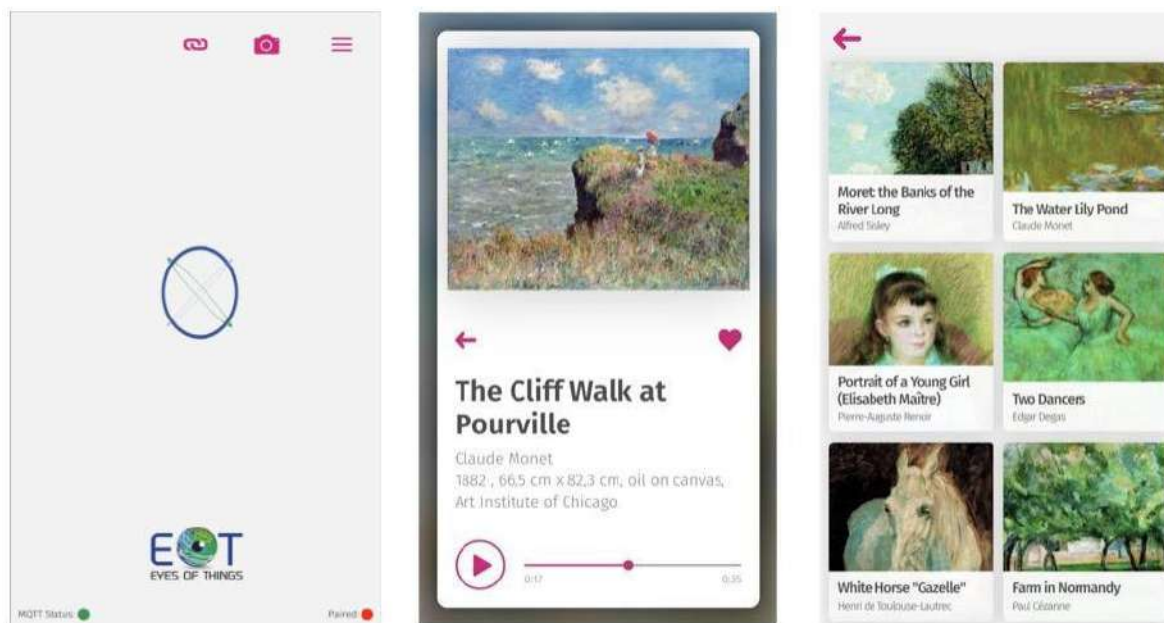 EOT
EYES OF THINGS
MQTT Status:
Paired:
The Cliff Walk at
Pourville
Claude Monet
1882 , 66,5 cm x 82,3 cm, oil on canvas,
Art Institute of Chicago
0:17
0:35
Moret: the Banks of the
River Long
Alfred Sisley
The Water Lily Pond
Claude Monet
Portrait of a Young Girl
(Elisabeth Maître)
Pierre-Auguste Renoir
Two Dancers
Edgar Degas
White Horse "Gazelle"
Henri de Toulouse-Lautrec
Farm in Normandy
Paul Cézanne